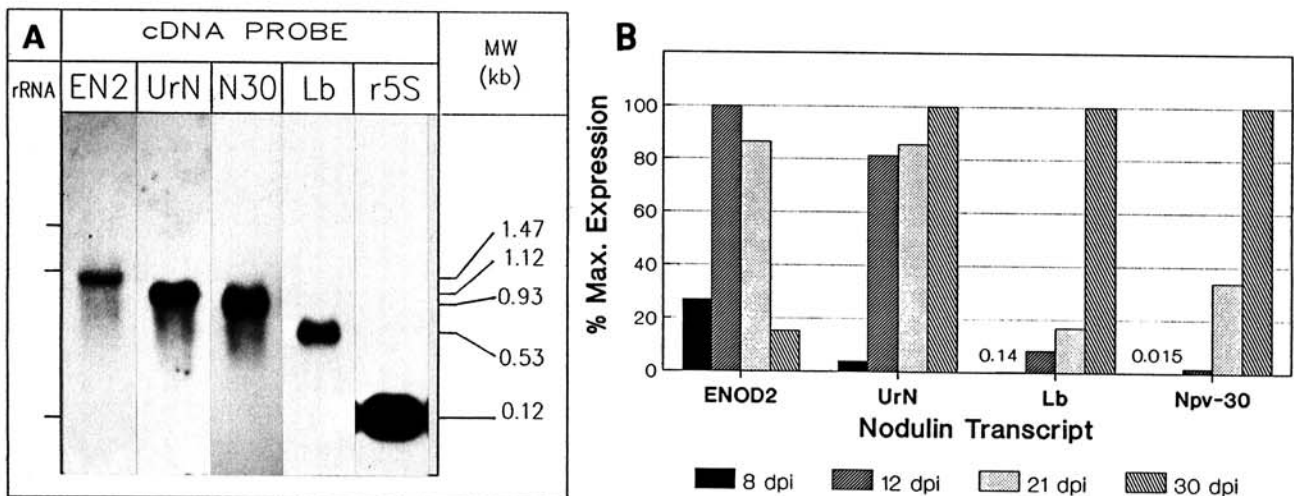 A
cDNA PROBE
MW
(kb)
rRNA
EN2
UrN
N30
Lb
r5S
1.47
1.12
0.93
0.53
0.12
B
% Max. Expression
100
80
60
40
20
0
0.14
0.015
ENOD2
UrN
Lb
Npv-30
Nodulin Transcript
8 dpi
12 dpi
21 dpi
30 dpi